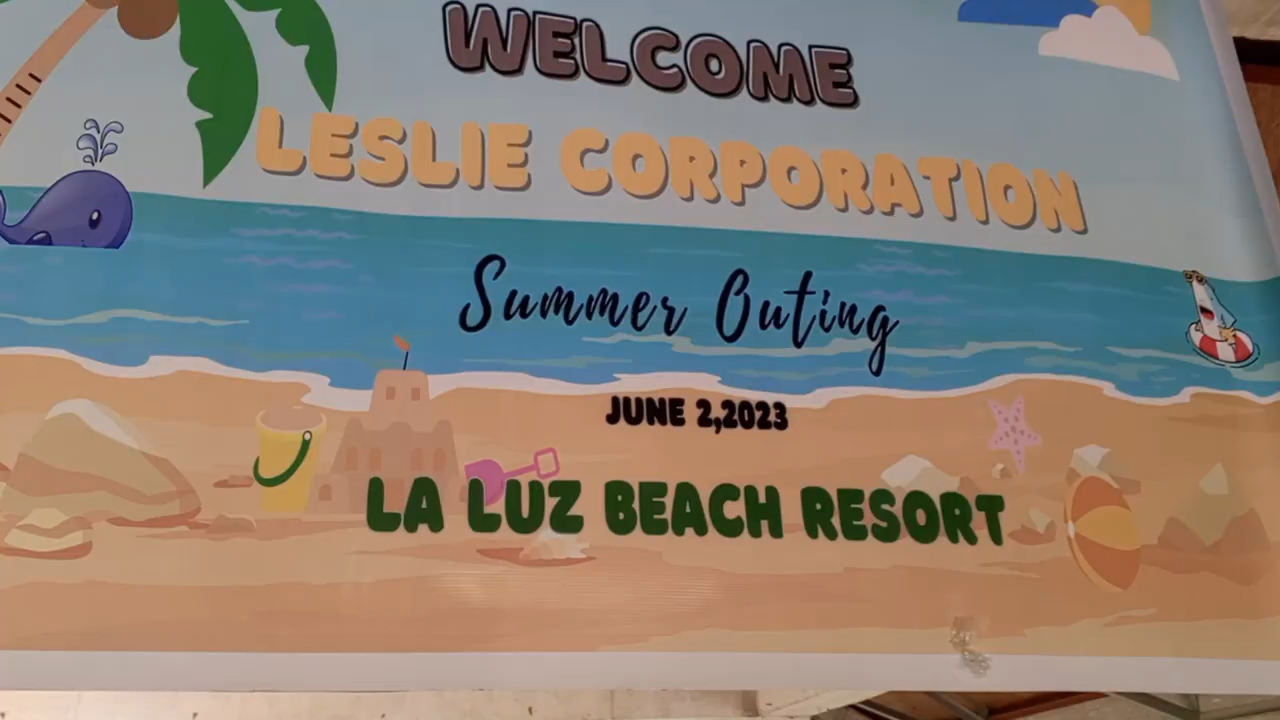 WELCOME
LESLIE CORPORATION
Summer Outing
JUNE 2,2023
LA LUZ BEACH RESORT